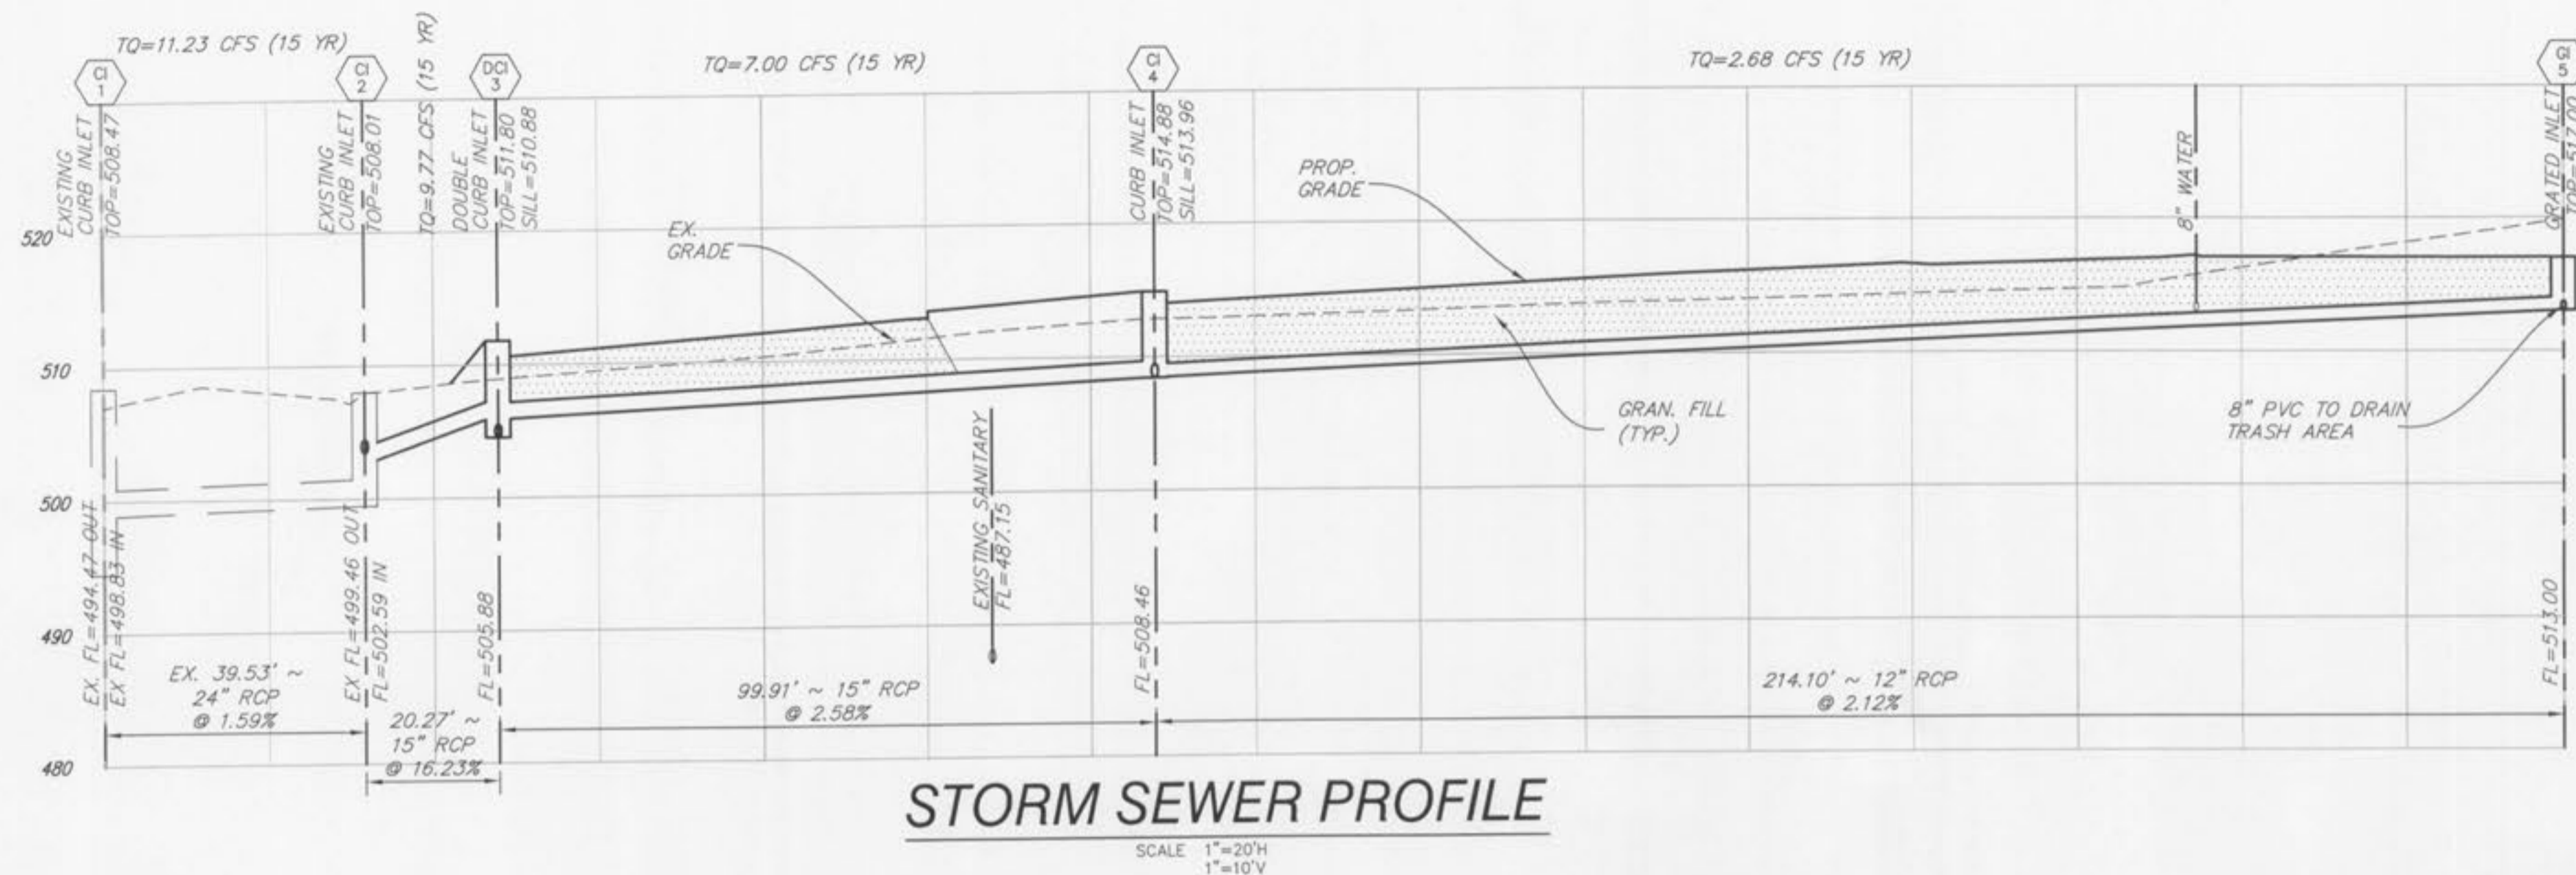 TQ=11.23 CFS (15 YR)
TQ=9.77 CFS (15 YR)
TQ=7.00 CFS (15 YR)
TQ=2.68 CFS (15 YR)
CI
1
CI
2
DCI
3
CI
4
GI
5
EXISTING
CURB INLET
TOP=508.47
EXISTING
CURB INLET
TOP=508.01
DOUBLE
CURB INLET
TOP=511.80
SILL=510.88
CURB INLET
TOP=514.88
SILL=513.96
8" WATER
GRATED INLET
TOP=517.00
PROP.
GRADE
EX.
GRADE
520
510
500
490
480
GRAN. FILL
(TYP.)
8" PVC TO DRAIN
TRASH AREA
EX. FL=494.47 OUT
EX FL=498.83 IN
EX FL=499.46 OUT
FL=502.59 IN
FL=505.88
EXISTING SANITARY
FL=487.15
FL=508.46
FL=513.00
EX. 39.53' ~
24" RCP
@ 1.59%
20.27' ~
15" RCP
@ 16.23%
99.91' ~ 15" RCP
@ 2.58%
214.10' ~ 12" RCP
@ 2.12%
STORM SEWER PROFILE
SCALE 1"=20'H
1"=10'V